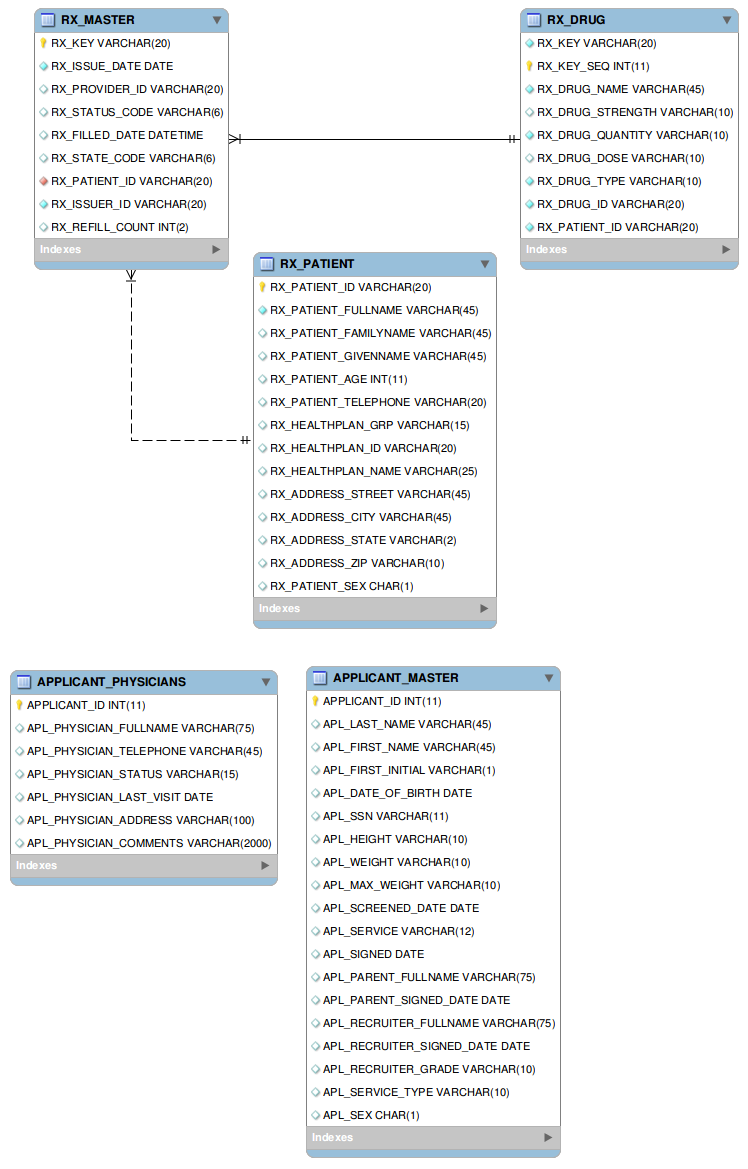 RX_MASTER
RX_KEY VARCHAR(20)
RX_ISSUE_DATE DATE
RX_PROVIDER_ID VARCHAR(20)
RX_STATUS_CODE VARCHAR(6)
RX_FILLED_DATE DATETIME
RX_STATE_CODE VARCHAR(6)
RX_PATIENT_ID VARCHAR(20)
RX_ISSUER_ID VARCHAR(20)
RX_REFILL_COUNT INT(2)
Indexes
RX_DRUG
RX_KEY VARCHAR(20)
RX_KEY_SEQ INT(11)
RX_DRUG_NAME VARCHAR(45)
RX_DRUG_STRENGTH VARCHAR(10)
RX_DRUG_QUANTITY VARCHAR(10)
RX_DRUG_DOSE VARCHAR(10)
RX_DRUG_TYPE VARCHAR(10)
RX_DRUG_ID VARCHAR(20)
RX_PATIENT_ID VARCHAR(20)
Indexes
RX_PATIENT
RX_PATIENT_ID VARCHAR(20)
RX_PATIENT_FULLNAME VARCHAR(45)
RX_PATIENT_FAMILYNAME VARCHAR(45)
RX_PATIENT_GIVENNAME VARCHAR(45)
RX_PATIENT_AGE INT(11)
RX_PATIENT_TELEPHONE VARCHAR(20)
RX_HEALTHPLAN_GRP VARCHAR(15)
RX_HEALTHPLAN_ID VARCHAR(20)
RX_HEALTHPLAN_NAME VARCHAR(25)
RX_ADDRESS_STREET VARCHAR(45)
RX_ADDRESS_CITY VARCHAR(45)
RX_ADDRESS_STATE VARCHAR(2)
RX_ADDRESS_ZIP VARCHAR(10)
RX_PATIENT_SEX CHAR(1)
Indexes
APPLICANT_PHYSICIANS
APPLICANT_ID INT(11)
APL_PHYSICIAN_FULLNAME VARCHAR(75)
APL_PHYSICIAN_TELEPHONE VARCHAR(45)
APL_PHYSICIAN_STATUS VARCHAR(15)
APL_PHYSICIAN_LAST_VISIT DATE
APL_PHYSICIAN_ADDRESS VARCHAR(100)
APL_PHYSICIAN_COMMENTS VARCHAR(2000)
Indexes
APPLICANT_MASTER
APPLICANT_ID INT(11)
APL_LAST_NAME VARCHAR(45)
APL_FIRST_NAME VARCHAR(45)
APL_FIRST_INITIAL VARCHAR(1)
APL_DATE_OF_BIRTH DATE
APL_SSN VARCHAR(11)
APL_HEIGHT VARCHAR(10)
APL_WEIGHT VARCHAR(10)
APL_MAX_WEIGHT VARCHAR(10)
APL_SCREENED_DATE DATE
APL_SERVICE VARCHAR(12)
APL_SIGNED DATE
APL_PARENT_FULLNAME VARCHAR(75)
APL_PARENT_SIGNED_DATE DATE
APL_RECRUITER_FULLNAME VARCHAR(75)
APL_RECRUITER_SIGNED_DATE DATE
APL_RECRUITER_GRADE VARCHAR(10)
APL_SERVICE_TYPE VARCHAR(10)
APL_SEX CHAR(1)
Indexes